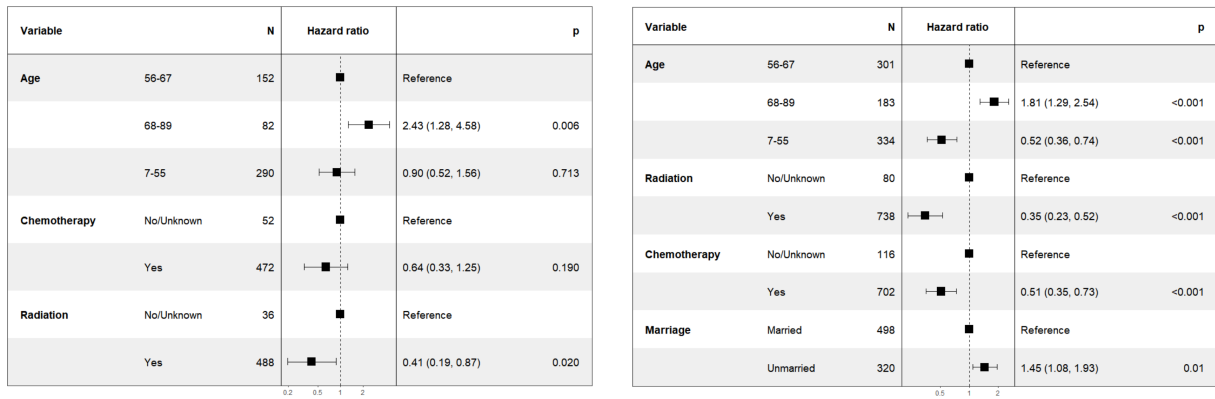 Variable N Hazard ratio p
Age 56-67 152 Reference
68-89 82 2.43 (1.28, 4.58) 0.006
7-55 290 0.90 (0.52, 1.56) 0.713
Chemotherapy No/Unknown 52 Reference
Yes 472 0.64 (0.33, 1.25) 0.190
Radiation No/Unknown 36 Reference
Yes 488 0.41 (0.19, 0.87) 0.020
0.2 0.5 1 2
Variable N Hazard ratio p
Age 56-67 301 Reference
68-89 183 1.81 (1.29, 2.54) <0.001
7-55 334 0.52 (0.36, 0.74) <0.001
Radiation No/Unknown 80 Reference
Yes 738 0.35 (0.23, 0.52) <0.001
Chemotherapy No/Unknown 116 Reference
Yes 702 0.51 (0.35, 0.73) <0.001
Marriage Married 498 Reference
Unmarried 320 1.45 (1.08, 1.93) 0.01
0.5 1 2